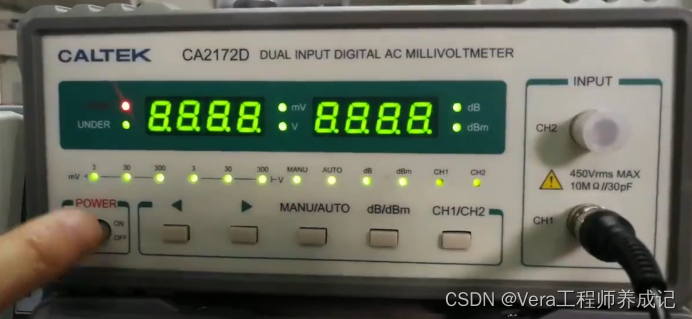 CALTEK CA2172D DUAL INPUT DIGITAL AC MILLIVOLTMETER
INPUT
8.8.8.8. mV 8.8.8.8. dB
UNDER V dBm
CH2
3 30 300 3 30 300 MANU AUTO dB dBm CH1 CH2
mV V
450Vrms MAX
10MΩ//30pF
POWER
ON
OFF
MANU/AUTO dB/dBm CH1/CH2
CH1
CSDN @Vera工程师养成记